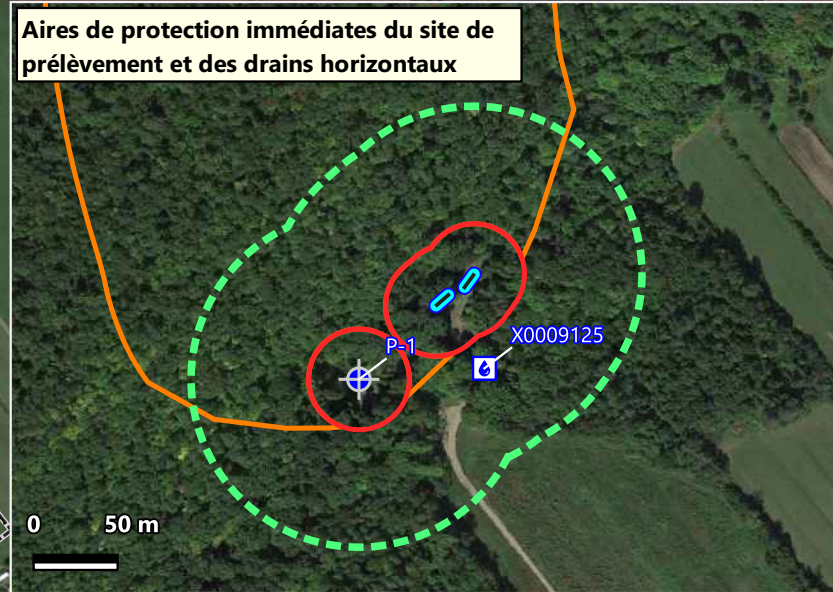 Aires de protection immédiates du site de
prélèvement et des drains horizontaux
X0009125
P-1
0 50 m